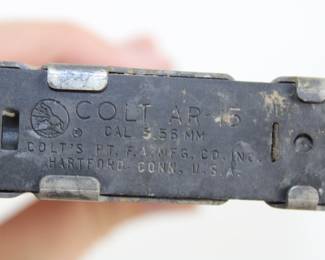 COLT AR-15
®
CAL. 5.56 MM
COLT'S PT. F.A. MFG. CO. INC.
HARTFORD CONN. U.S.A.